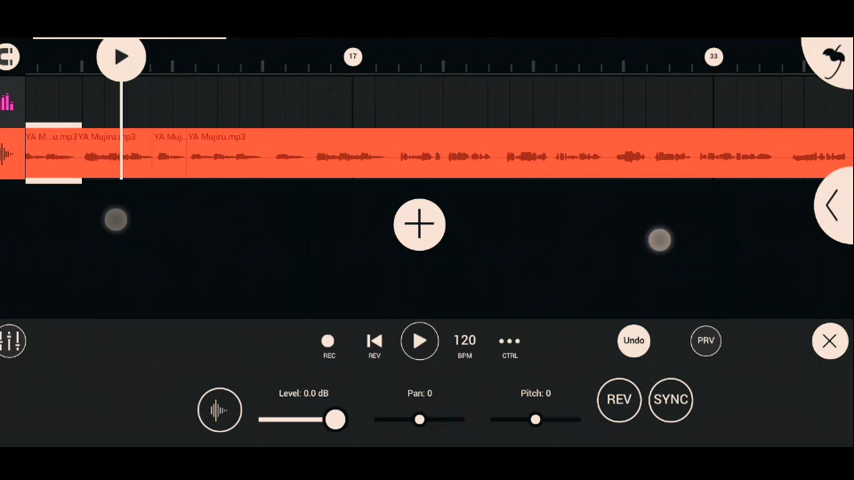 17
33
YA M...u.mp3 YA Mujiru.mp3 YA Muj... YA Mujiru.mp3
REC
REV
120
BPM
CTRL
Undo
PRV
Level: 0.0 dB
Pan: 0
Pitch: 0
REV
SYNC